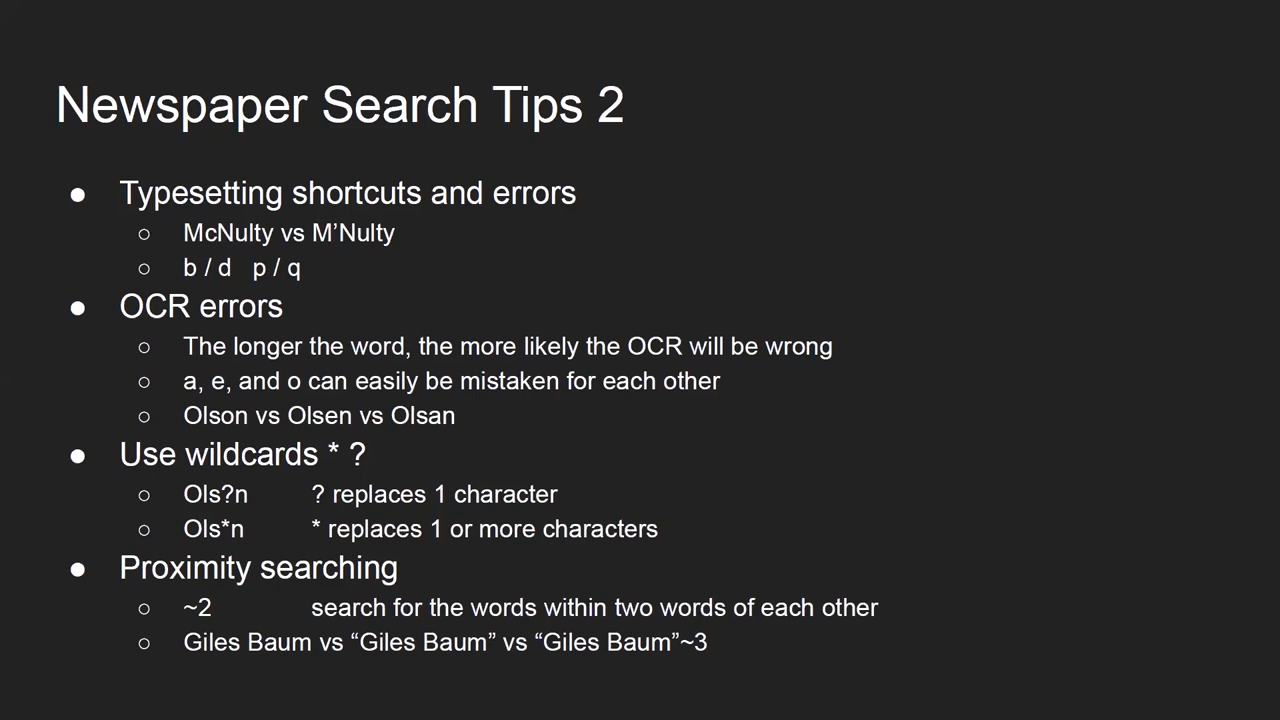 Newspaper Search Tips 2
● Typesetting shortcuts and errors
○ McNulty vs M’Nulty
○ b / d p / q
● OCR errors
○ The longer the word, the more likely the OCR will be wrong
○ a, e, and o can easily be mistaken for each other
○ Olson vs Olsen vs Olsan
● Use wildcards * ?
○ Ols?n ? replaces 1 character
○ Ols*n * replaces 1 or more characters
● Proximity searching
○ ~2 search for the words within two words of each other
○ Giles Baum vs “Giles Baum” vs “Giles Baum”~3